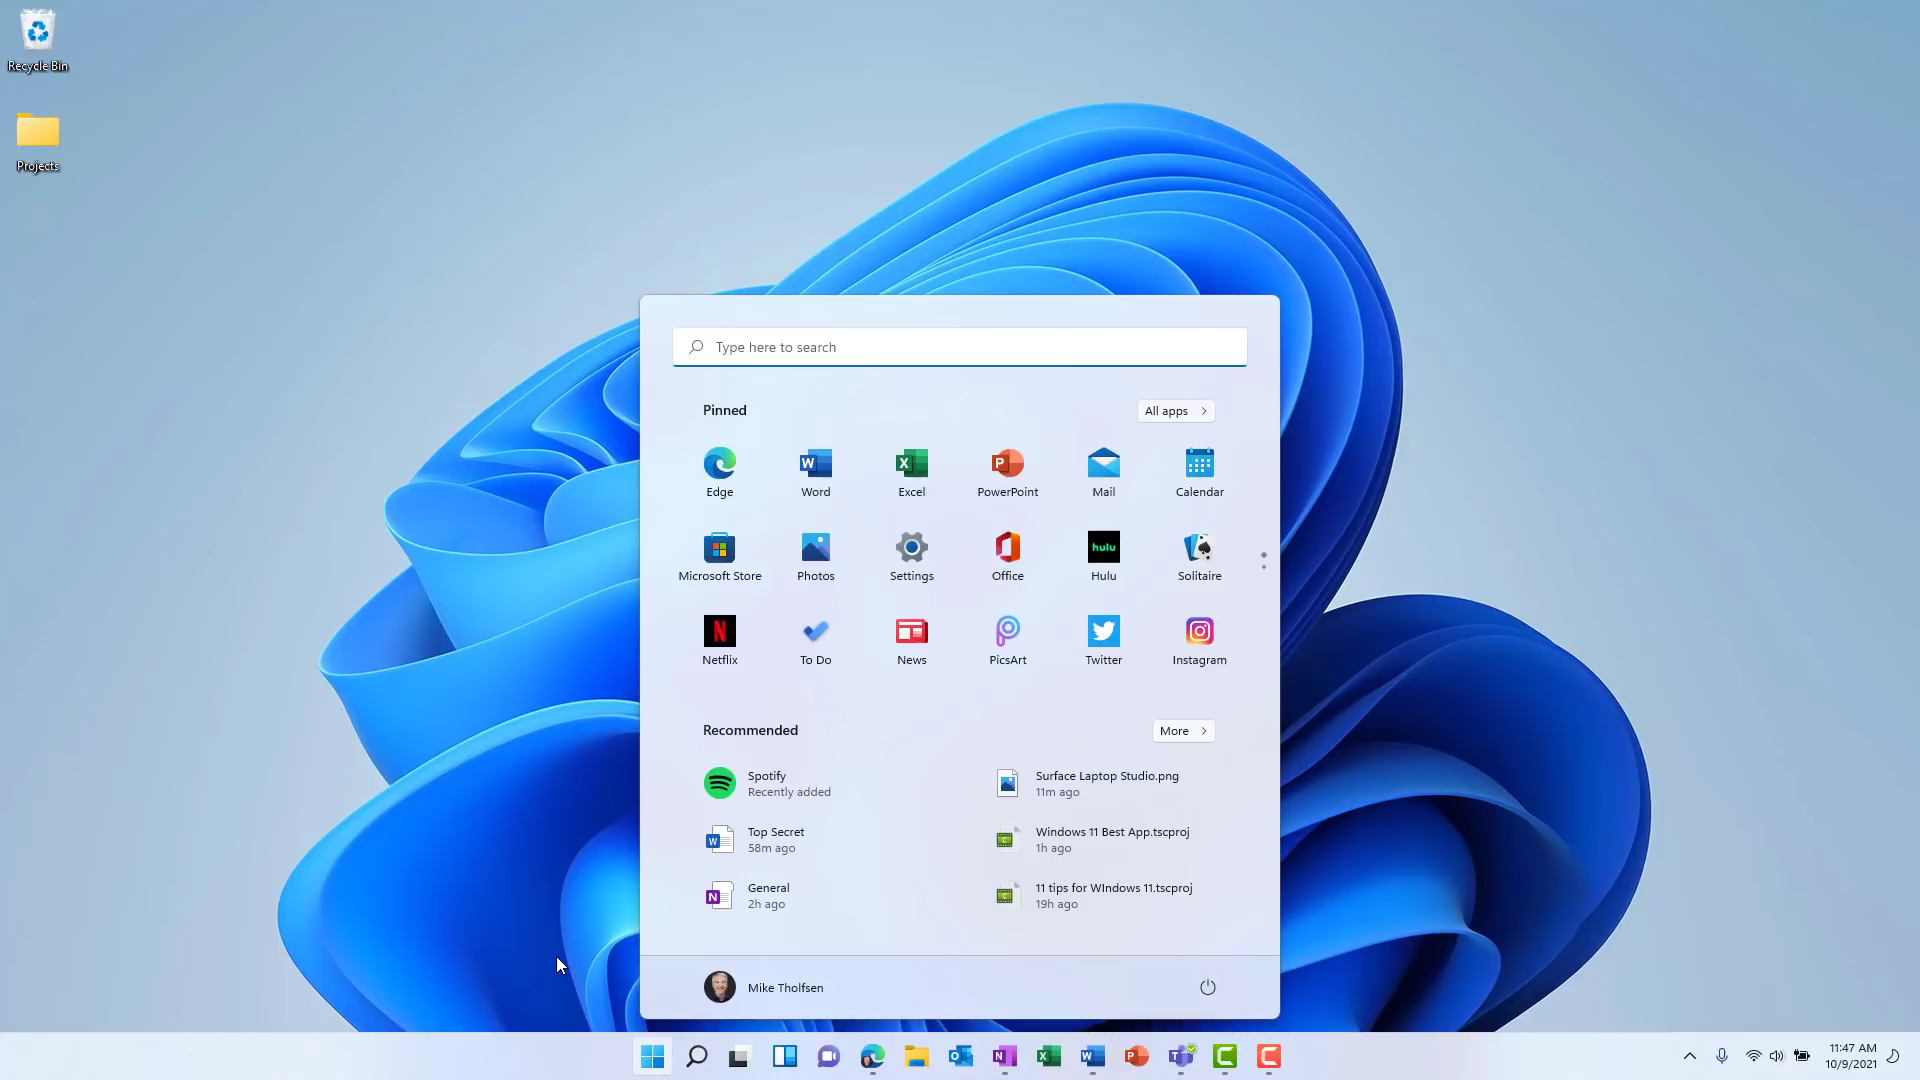 Recycle Bin
Projects
Type here to search
Pinned
All apps
Edge
Word
Excel
PowerPoint
Mail
Calendar
Microsoft Store
Photos
Settings
Office
hulu
Hulu
Solitaire
Netflix
To Do
News
PicsArt
Twitter
Instagram
Recommended
More
Spotify
Recently added
Surface Laptop Studio.png
11m ago
Top Secret
58m ago
Windows 11 Best App.tscproj
1h ago
General
2h ago
11 tips for WIndows 11.tscproj
19h ago
Mike Tholfsen
11:47 AM
10/9/2021